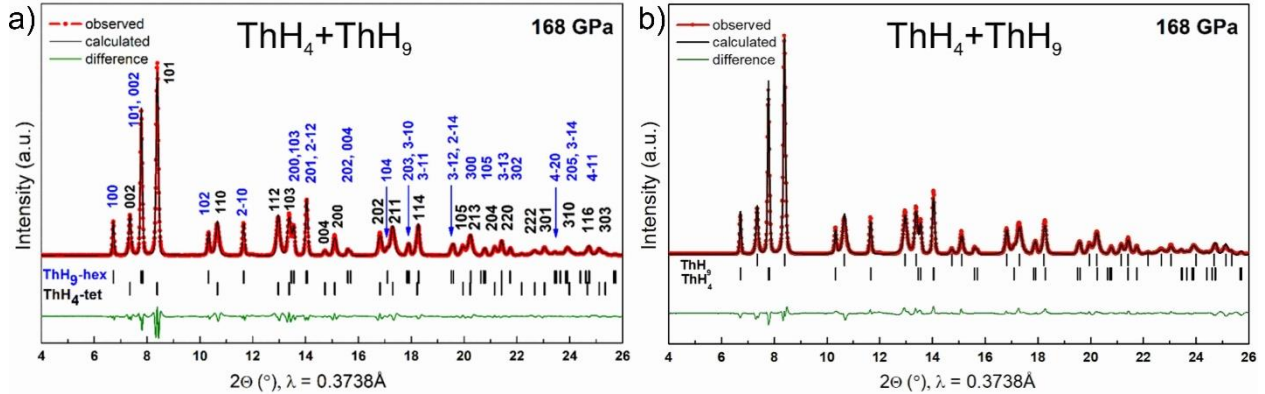 a)
observed
calculated
difference
ThH4+ThH9
168 GPa
Intensity (a.u.)
100
002
101, 002
101
102
110
2-10
112
103
200,103
201, 2-12
004
200
202, 004
202
104
211
203, 3-10
3-11
114
3-12, 2-14
105
300
213
105
204
3-13
220
302
222
301
4-20
310
205, 3-14
116
4-11
303
ThH9-hex
ThH4-tet
4 6 8 10 12 14 16 18 20 22 24 26
2Θ (°), λ = 0.3738Å
b)
observed
calculated
difference
ThH4+ThH9
168 GPa
Intensity (a.u.)
ThH9
ThH4
4 6 8 10 12 14 16 18 20 22 24 26
2Θ (°), λ = 0.3738Å